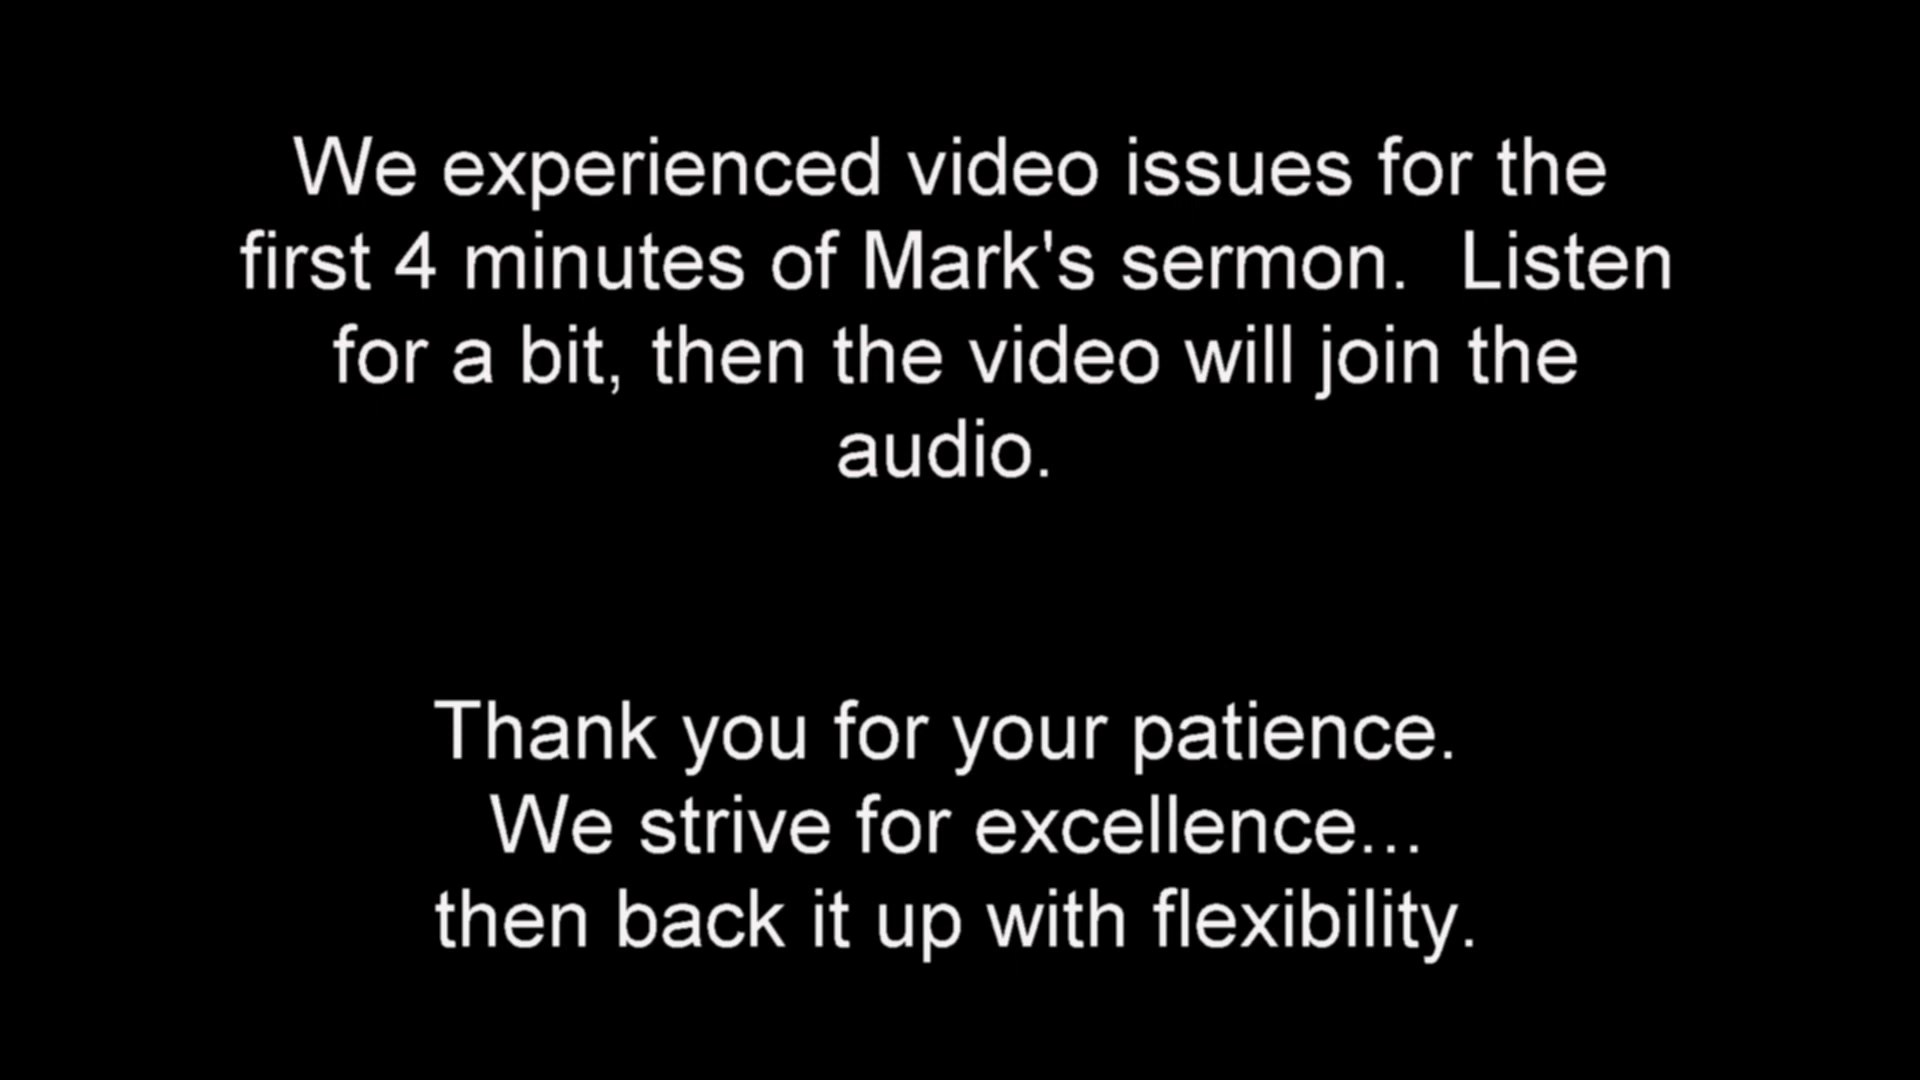 We experienced video issues for the
first 4 minutes of Mark's sermon.  Listen
for a bit, then the video will join the
audio.
Thank you for your patience.
We strive for excellence...
then back it up with flexibility.